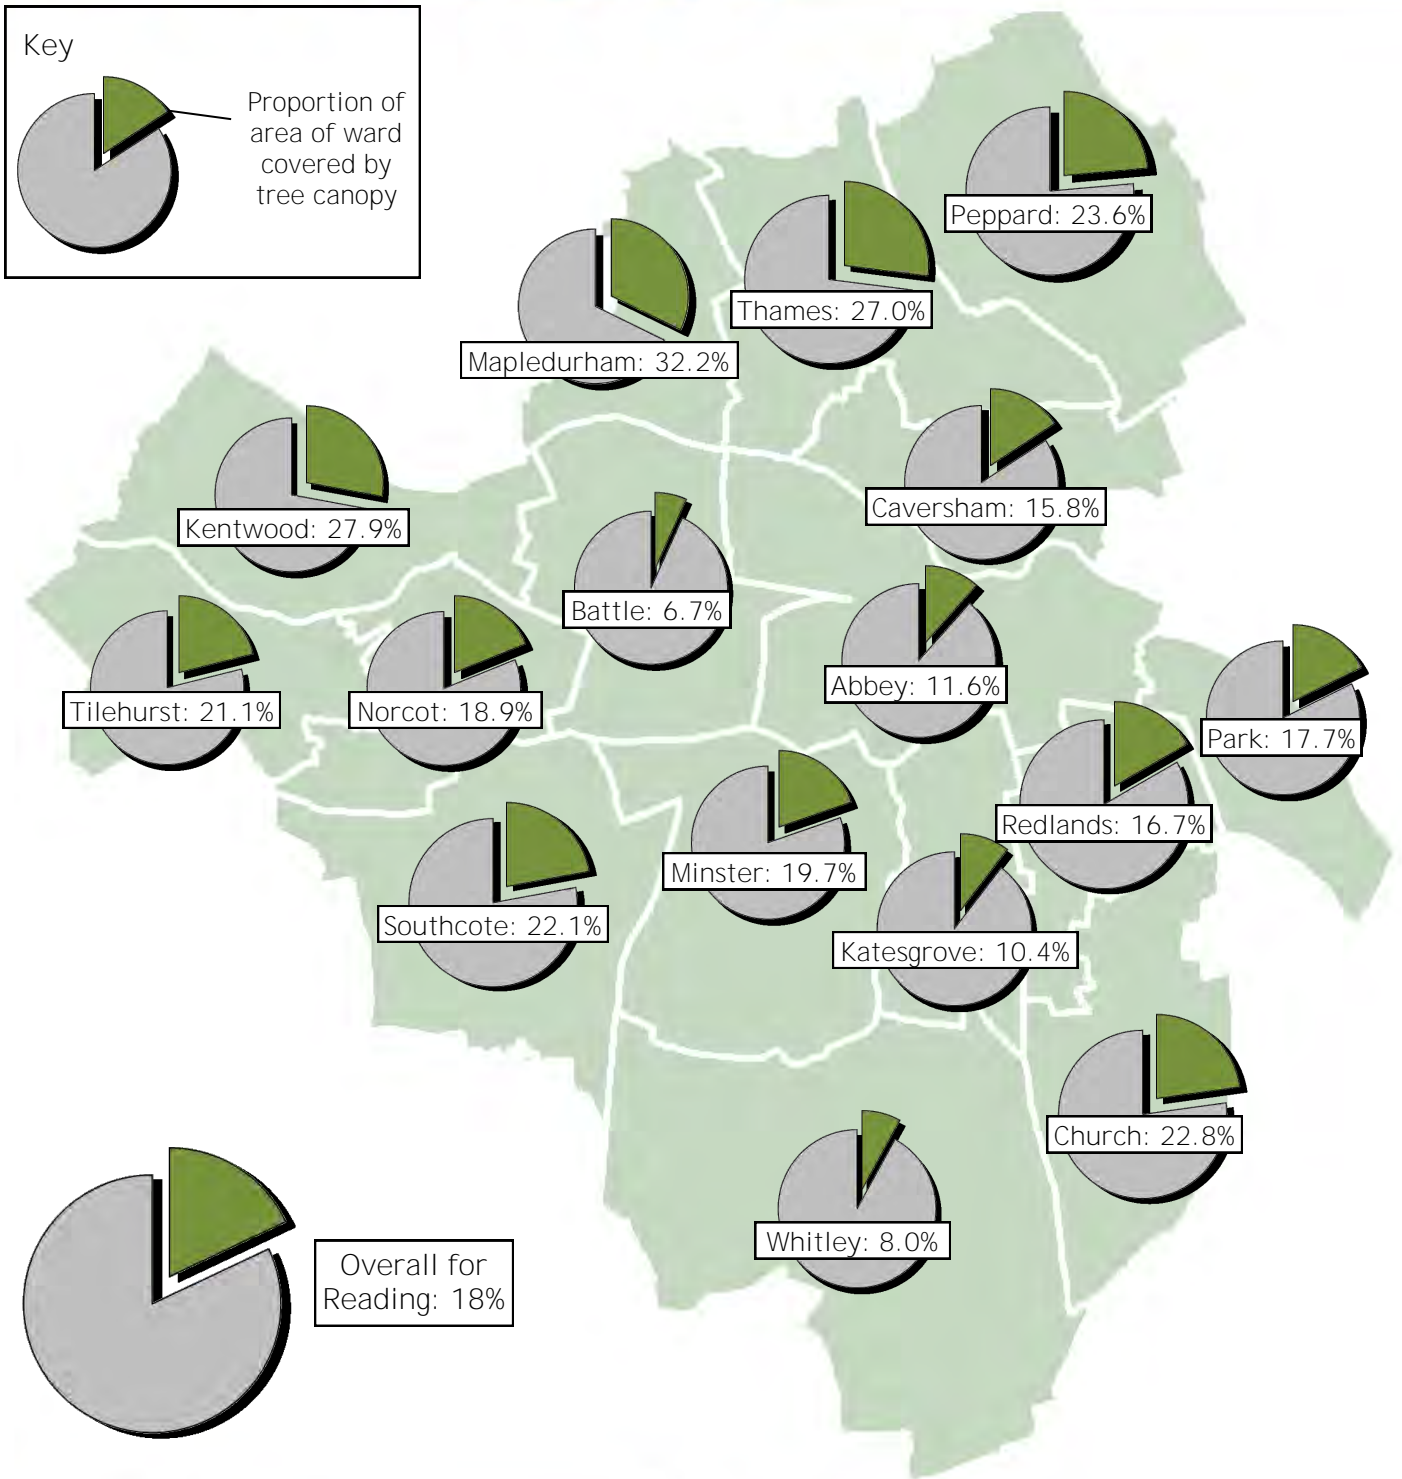 Key
Proportion of
area of ward
covered by
tree canopy
Peppard: 23.6%
Thames: 27.0%
Mapledurham: 32.2%
Caversham: 15.8%
Kentwood: 27.9%
Battle: 6.7%
Abbey: 11.6%
Tilehurst: 21.1%
Norcot: 18.9%
Park: 17.7%
Redlands: 16.7%
Minster: 19.7%
Southcote: 22.1%
Katesgrove: 10.4%
Church: 22.8%
Whitley: 8.0%
Overall for
Reading: 18%